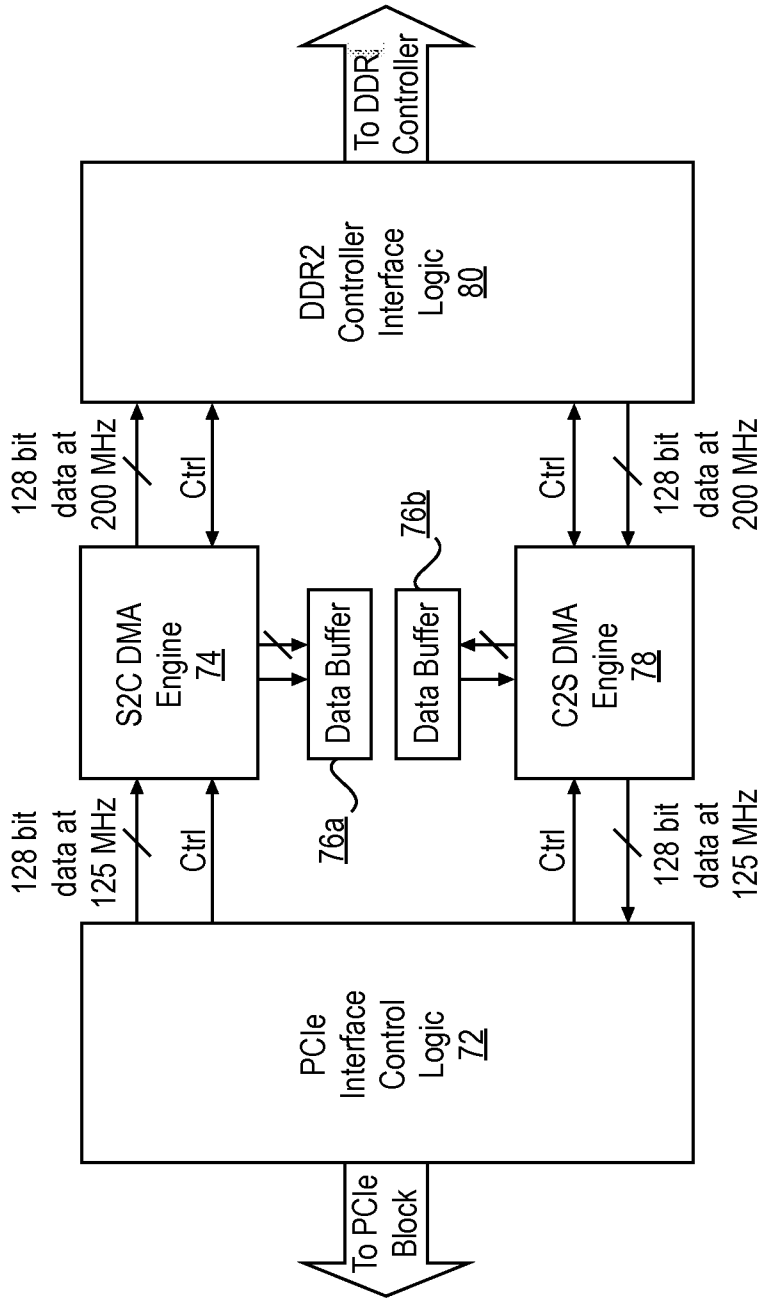 To PCIe
Block
PCIe
Interface
Control
Logic
72
128 bit
data at
125 MHz
Ctrl
76a
Ctrl
128 bit
data at
125 MHz
S2C DMA
Engine
74
Data Buffer
Data Buffer
76b
C2S DMA
Engine
78
128 bit
data at
200 MHz
Ctrl
Ctrl
128 bit
data at
200 MHz
DDR2
Controller
Interface
Logic
80
To DDR
Controller